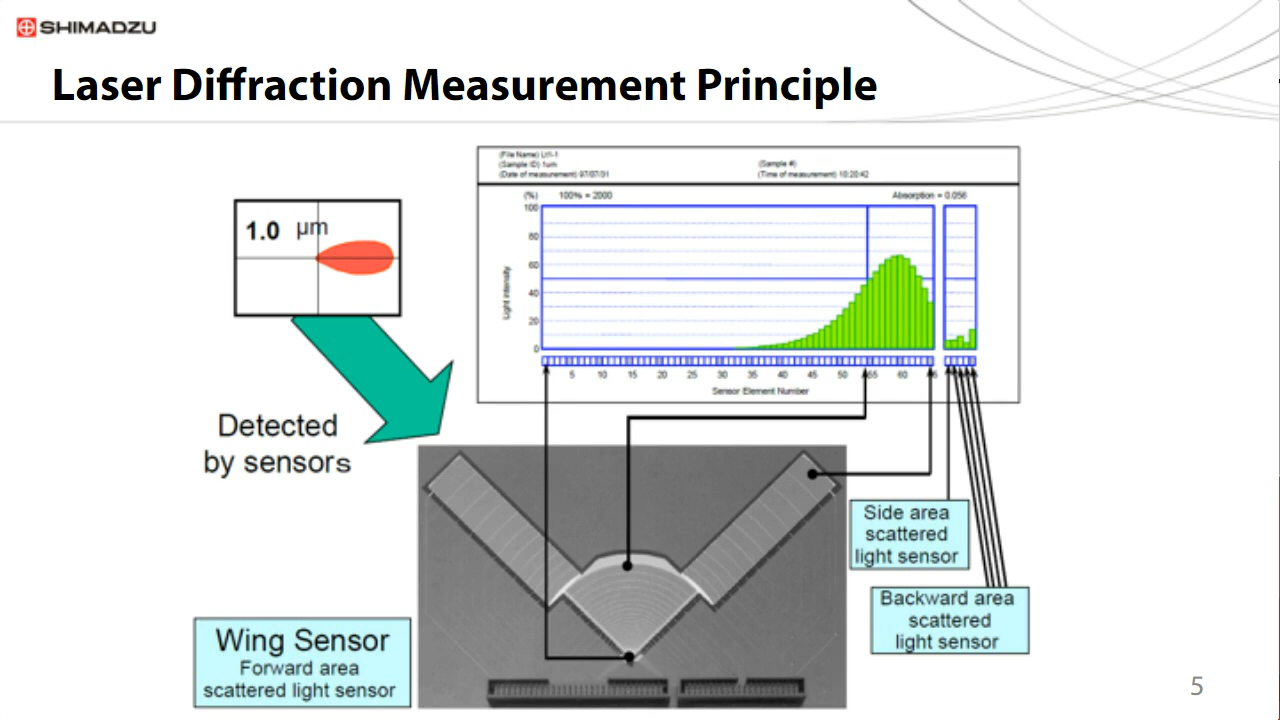 SHIMADZU
Laser Diffraction Measurement Principle
(File Name) Lt1-1
(Sample ID) 1um
(Sample #)
(Date of measurement) 97/07/31
(Time of measurement) 10:20:42
(%)
100% = 2000
Absorption = 0.056
100
80
60
40
20
0
Light intensity
5 10 15 20 25 30 35 40 45 50 55 60
Sensor Element Number
1.0 μm
Detected
by sensors
Side area
scattered
light sensor
Backward area
scattered
light sensor
Wing Sensor
Forward area
scattered light sensor
5